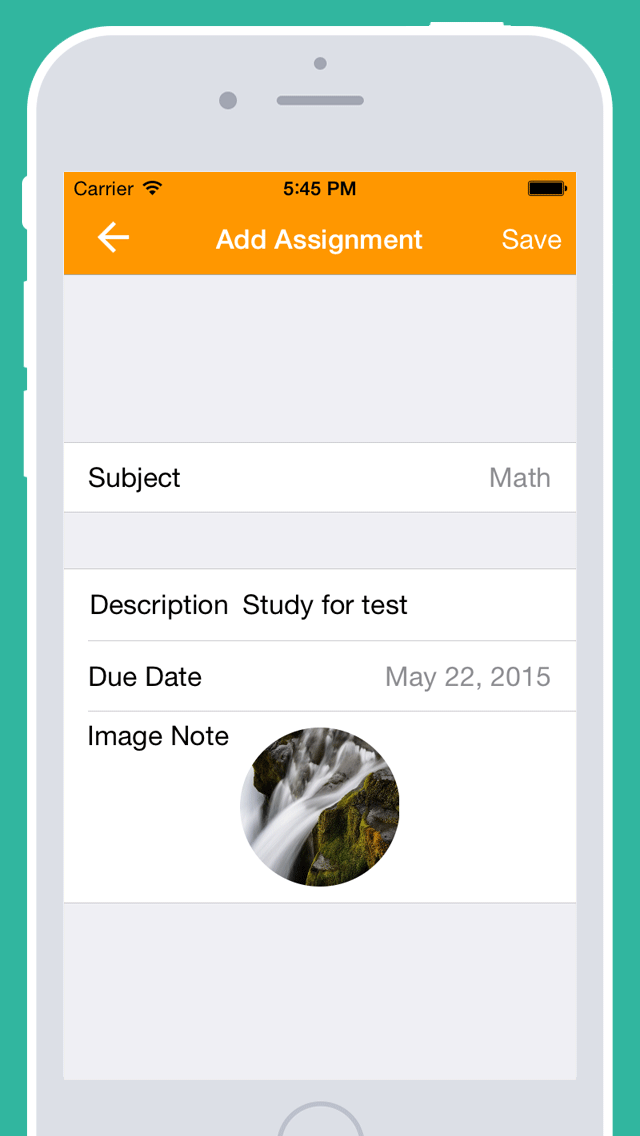 Carrier 5:45 PM
Add Assignment Save
Subject Math
Description Study for test
Due Date May 22, 2015
Image Note